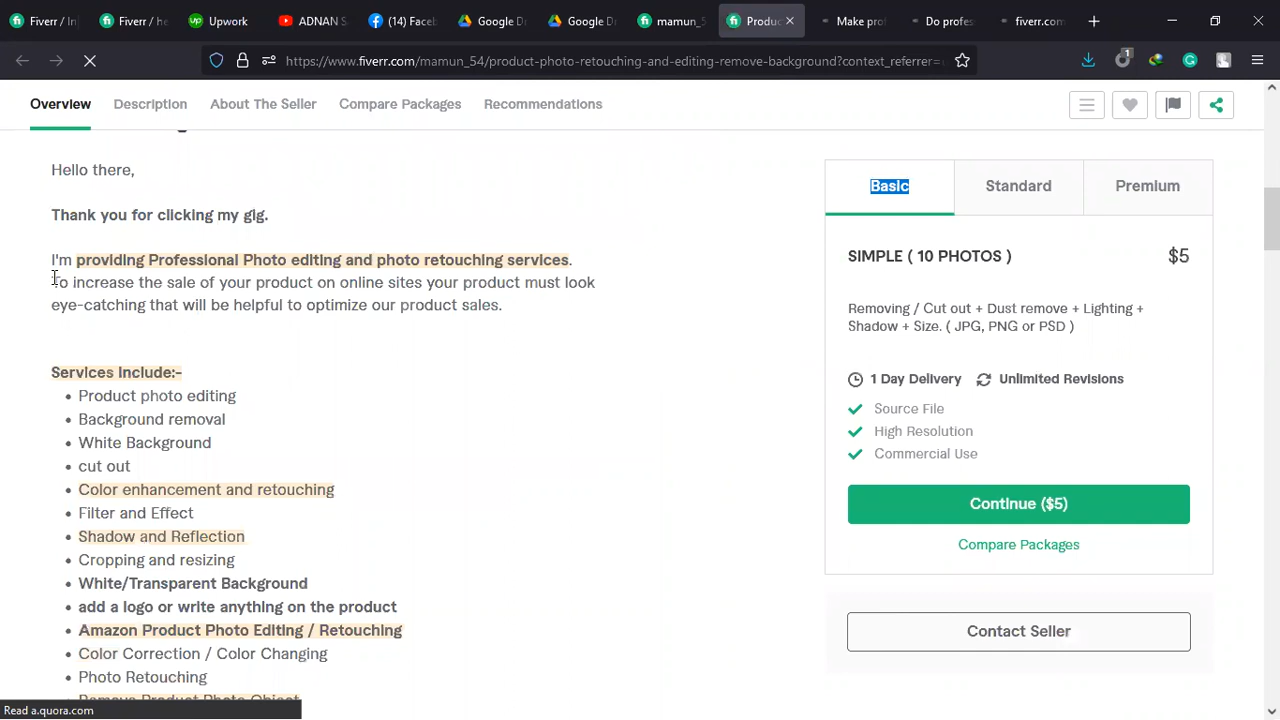 Fiverr / In
Fiverr / he
Upwork
ADNAN S
(14) Faceb
Google Do
Google Dr
mamun_5
Produc
Make prof
Do profes
fiverr.com
https://www.fiverr.com/mamun_54/product-photo-retouching-and-editing-remove-background?context_referrer=
1
Overview
Description
About The Seller
Compare Packages
Recommendations
Hello there,
Thank you for clicking my gig.
I'm providing Professional Photo editing and photo retouching services.
To increase the sale of your product on online sites your product must look
eye-catching that will be helpful to optimize our product sales.
Services Include:-
Product photo editing
Background removal
White Background
cut out
Color enhancement and retouching
Filter and Effect
Shadow and Reflection
Cropping and resizing
White/Transparent Background
add a logo or write anything on the product
Amazon Product Photo Editing / Retouching
Color Correction / Color Changing
Photo Retouching
Remove Product Photo Object
Basic
Standard
Premium
SIMPLE ( 10 PHOTOS ) $5
Removing / Cut out + Dust remove + Lighting +
Shadow + Size. ( JPG, PNG or PSD )
1 Day Delivery Unlimited Revisions
Source File
High Resolution
Commercial Use
Continue ($5)
Compare Packages
Contact Seller
Read a.quora.com